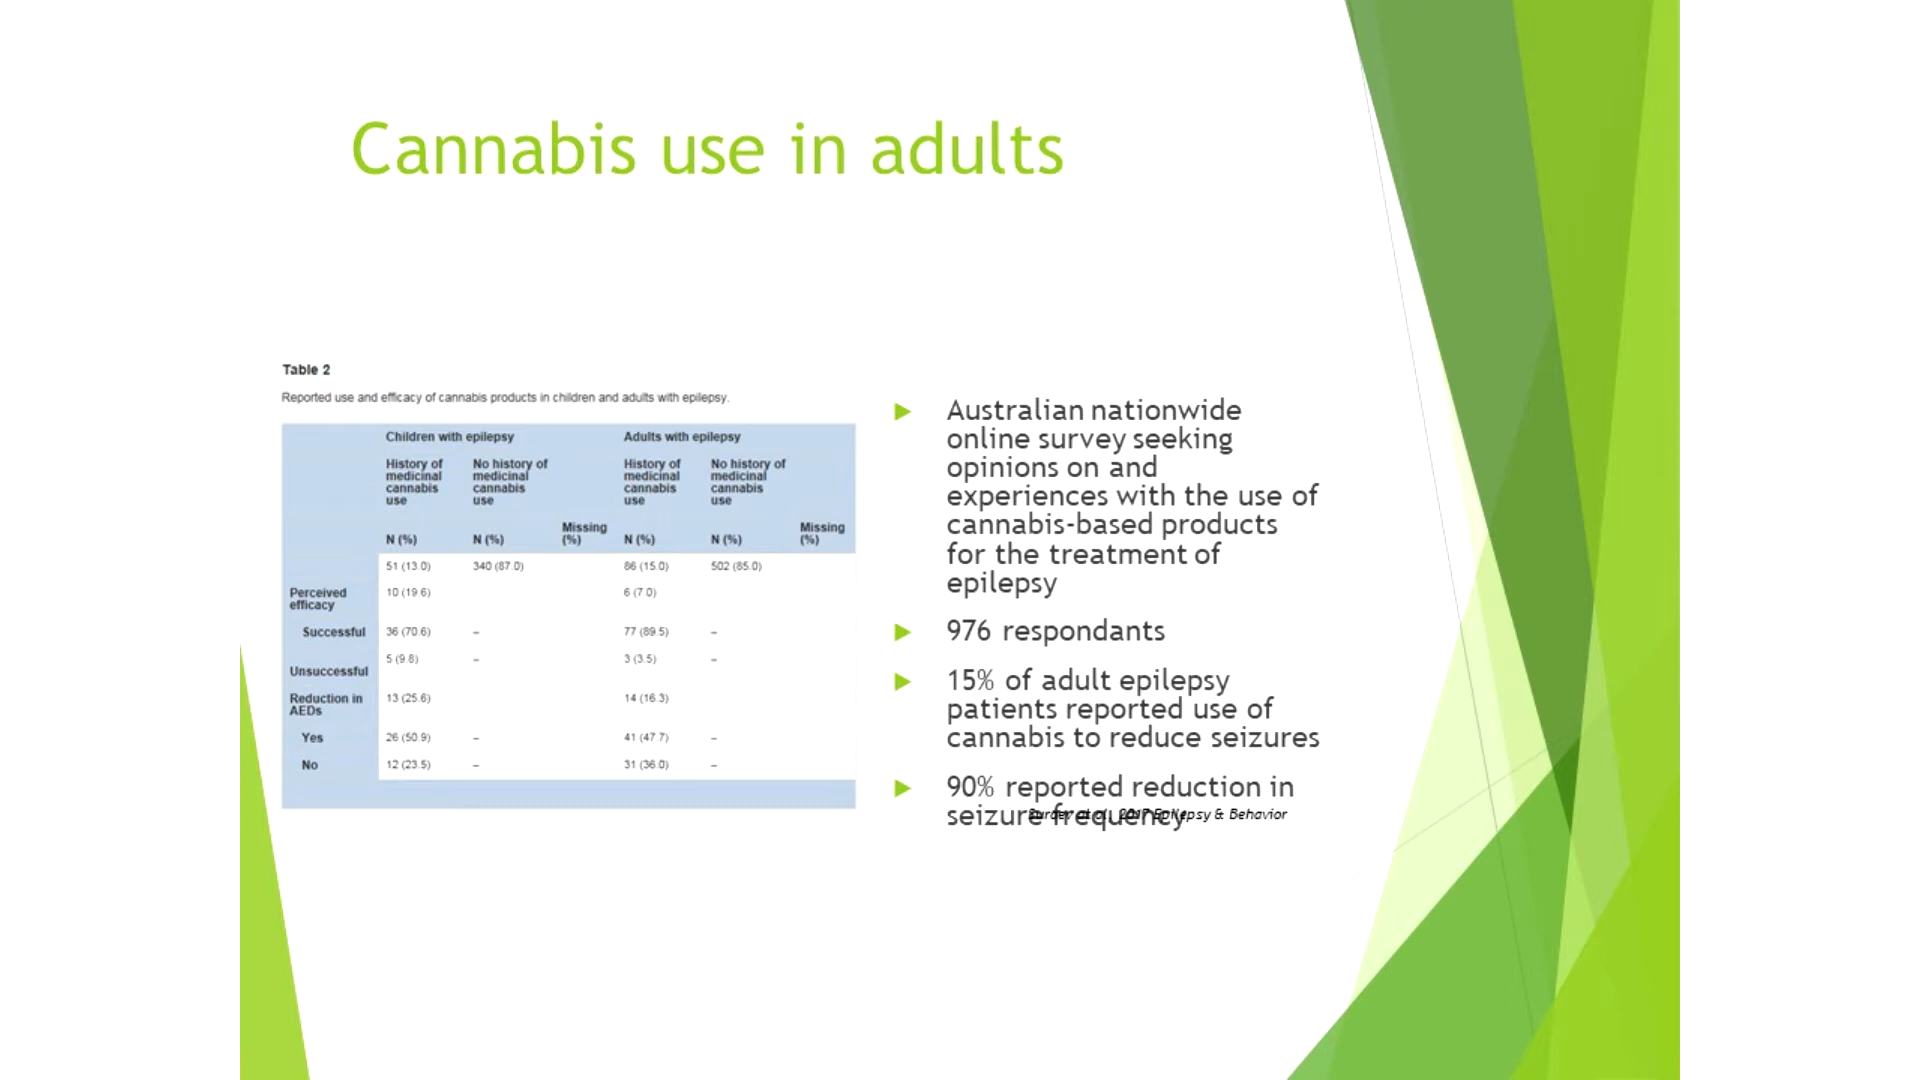 Cannabis use in adults
Table 2
Reported use and efficacy of cannabis products in children and adults with epilepsy.
Children with epilepsy Adults with epilepsy
History of medicinal cannabis use No history of medicinal cannabis use History of medicinal cannabis use No history of medicinal cannabis use
N (%) N (%) Missing (%) N (%) N (%) Missing (%)
51 (13.0) 340 (87.0) 86 (15.0) 502 (85.0)
Perceived efficacy 10 (19.6) 6 (7.0)
Successful 36 (70.6) – 77 (89.5) –
Unsuccessful 5 (9.8) – 3 (3.5) –
Reduction in AEDs 13 (25.6) 14 (16.3)
Yes 26 (50.9) – 41 (47.7) –
No 12 (23.5) – 31 (36.0) –
Australian nationwide
online survey seeking
opinions on and
experiences with the use of
cannabis-based products
for the treatment of
epilepsy
976 respondants
15% of adult epilepsy
patients reported use of
cannabis to reduce seizures
90% reported reduction in
seizure frequency
2017 Epilepsy & Behavior